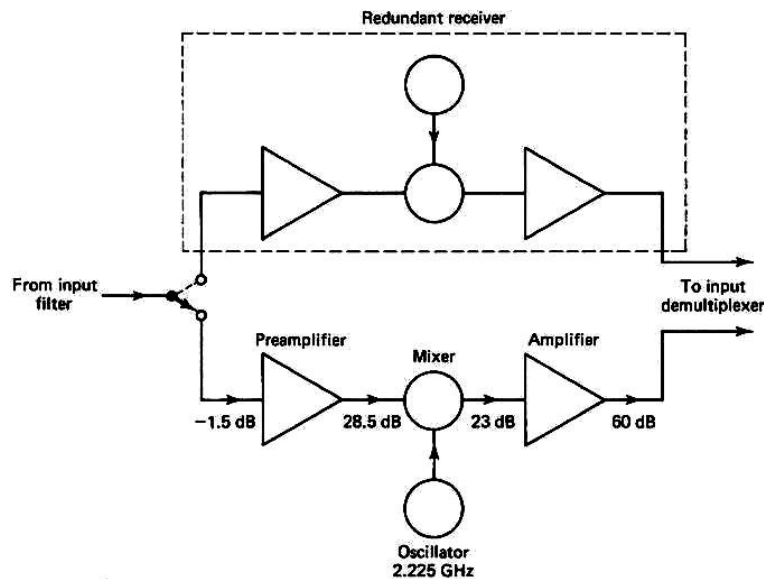 Redundant receiver
From input
filter
To input
demultiplexer
Preamplifier
Mixer
Amplifier
−1.5 dB
28.5 dB
23 dB
60 dB
Oscillator
2.225 GHz